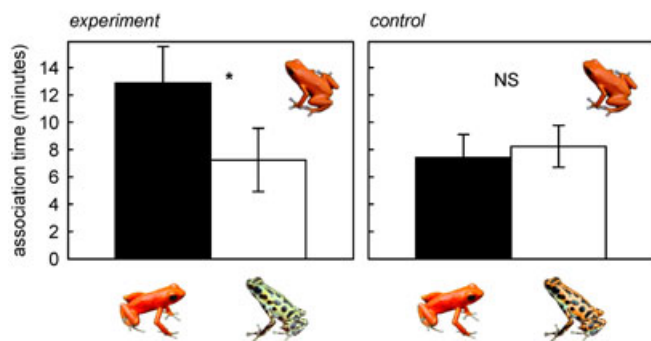 experiment
control
association time (minutes)
14
12
10
8
6
4
2
0
*
NS